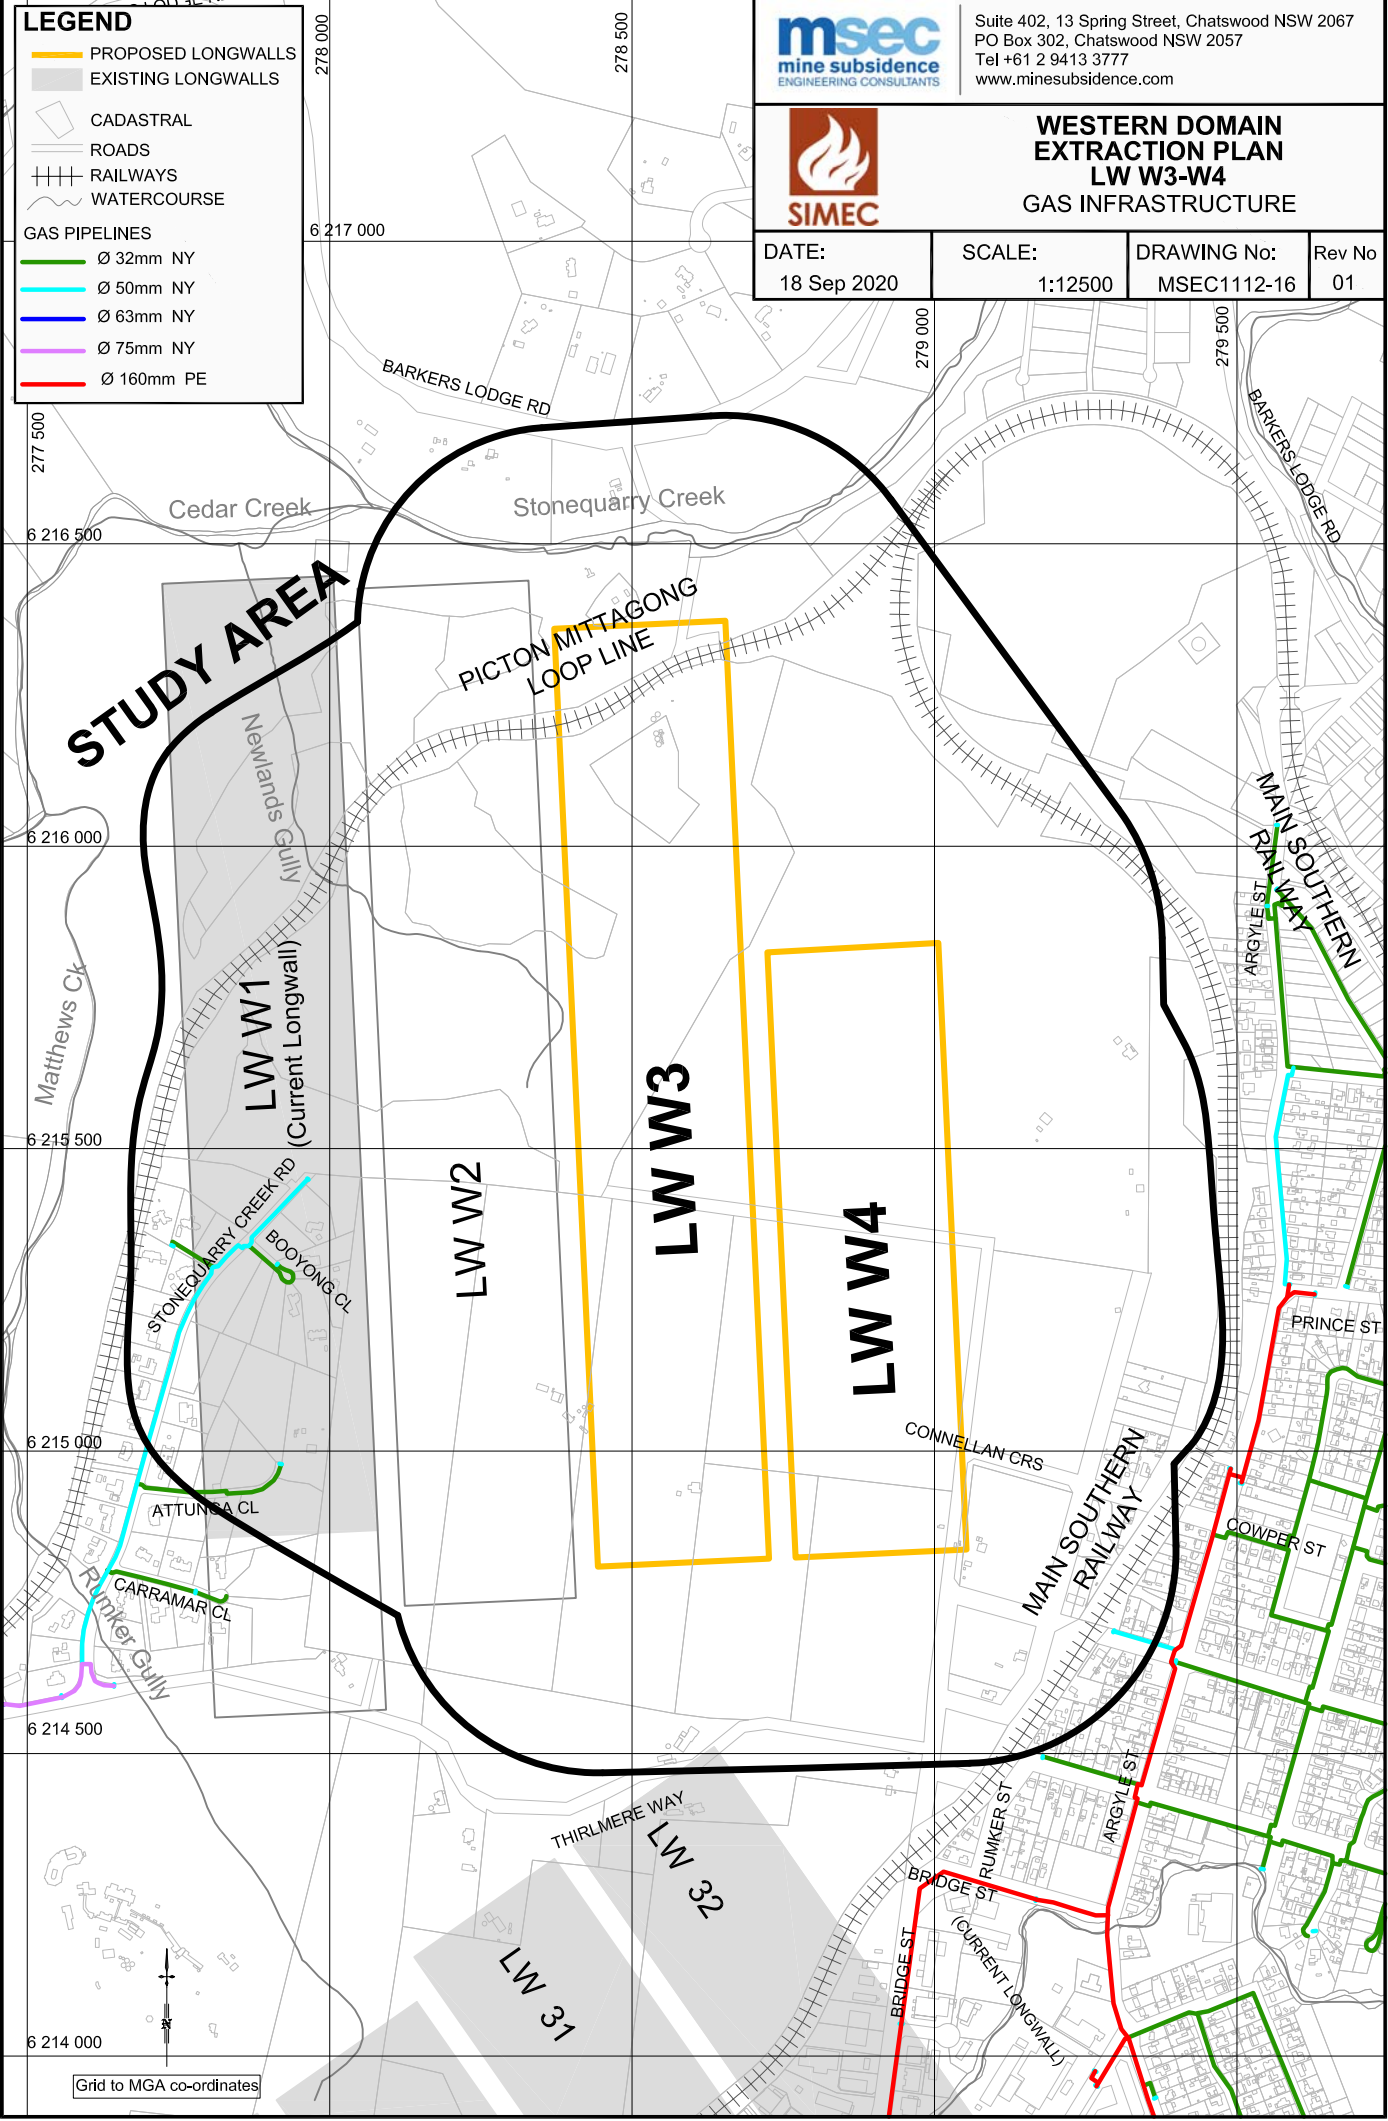 LEGEND
PROPOSED LONGWALLS
EXISTING LONGWALLS
CADASTRAL
ROADS
RAILWAYS
WATERCOURSE
GAS PIPELINES
Ø 32mm NY
Ø 50mm NY
Ø 63mm NY
Ø 75mm NY
Ø 160mm PE
msec
mine subsidence
ENGINEERING CONSULTANTS
Suite 402, 13 Spring Street, Chatswood NSW 2067
PO Box 302, Chatswood NSW 2057
Tel +61 2 9413 3777
www.minesubsidence.com
SIMEC
WESTERN DOMAIN
EXTRACTION PLAN
LW W3-W4
GAS INFRASTRUCTURE
DATE:
18 Sep 2020
SCALE:
1:12500
DRAWING No:
MSEC1112-16
Rev No
01
278 000
278 500
279 000
279 500
277 500
6 217 000
6 216 500
6 216 000
6 215 500
6 215 000
6 214 500
6 214 000
BARKERS LODGE RD
BARKERS LODGE RD
Cedar Creek
Stonequarry Creek
STUDY AREA
PICTON MITTAGONG
LOOP LINE
Newlands Gully
Matthews Ck
MAIN SOUTHERN
RAILWAY
ARGYLE ST
LW W1
(Current Longwall)
LW W2
LW W3
LW W4
STONEQUARRY CREEK RD
BOOYONG CL
PRINCE ST
CONNELLAN CRS
MAIN SOUTHERN
RAILWAY
COWPER ST
ATTUNGA CL
CARRAMAR CL
Rumker Gully
THIRLMERE WAY
LW 32
LW 31
RUMKER ST
ARGYLE ST
BRIDGE ST
BRIDGE ST
(CURRENT LONGWALL)
N
Grid to MGA co-ordinates